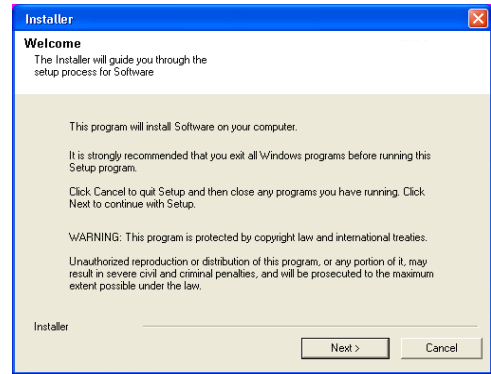 Installer
Welcome
The Installer will guide you through the
setup process for Software
This program will install Software on your computer.
It is strongly recommended that you exit all Windows programs before running this
Setup program.
Click Cancel to quit Setup and then close any programs you have running. Click
Next to continue with Setup.
WARNING: This program is protected by copyright law and international treaties.
Unauthorized reproduction or distribution of this program, or any portion of it, may
result in severe civil and criminal penalties, and will be prosecuted to the maximum
extent possible under the law.
Installer
Next >
Cancel